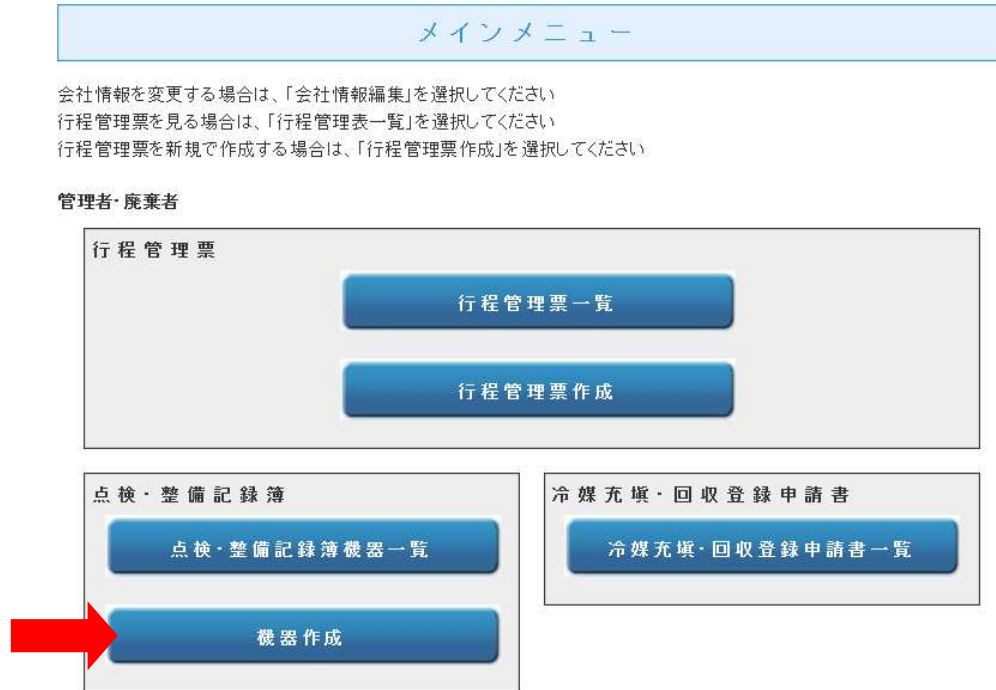 メインメニュー
会社情報を変更する場合は、「会社情報編集」を選択してください
行程管理票を見る場合は、「行程管理表一覧」を選択してください
行程管理票を新規で作成する場合は、「行程管理票作成」を選択してください
管理者・廃棄者
行程管理票
行程管理票一覧
行程管理票作成
点検・整備記録簿
点検・整備記録簿機器一覧
機器作成
冷媒充塡・回収登録申請書
冷媒充塡・回収登録申請書一覧